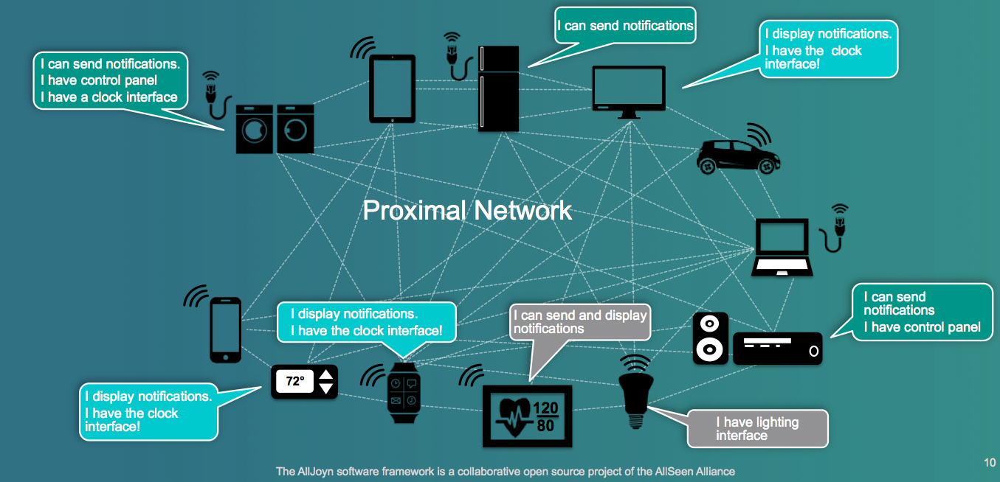 I can send notifications
I display notifications.
I have the clock
interface!
I can send notifications.
I have control panel
I have a clock interface
Proximal Network
I can send
notifications
I have control panel
I display notifications.
I have the clock interface!
I can send and display
notifications
72°
I display notifications.
I have the clock
interface!
120
80
I have lighting
interface
10
The AllJoyn software framework is a collaborative open source project of the AllSeen Alliance